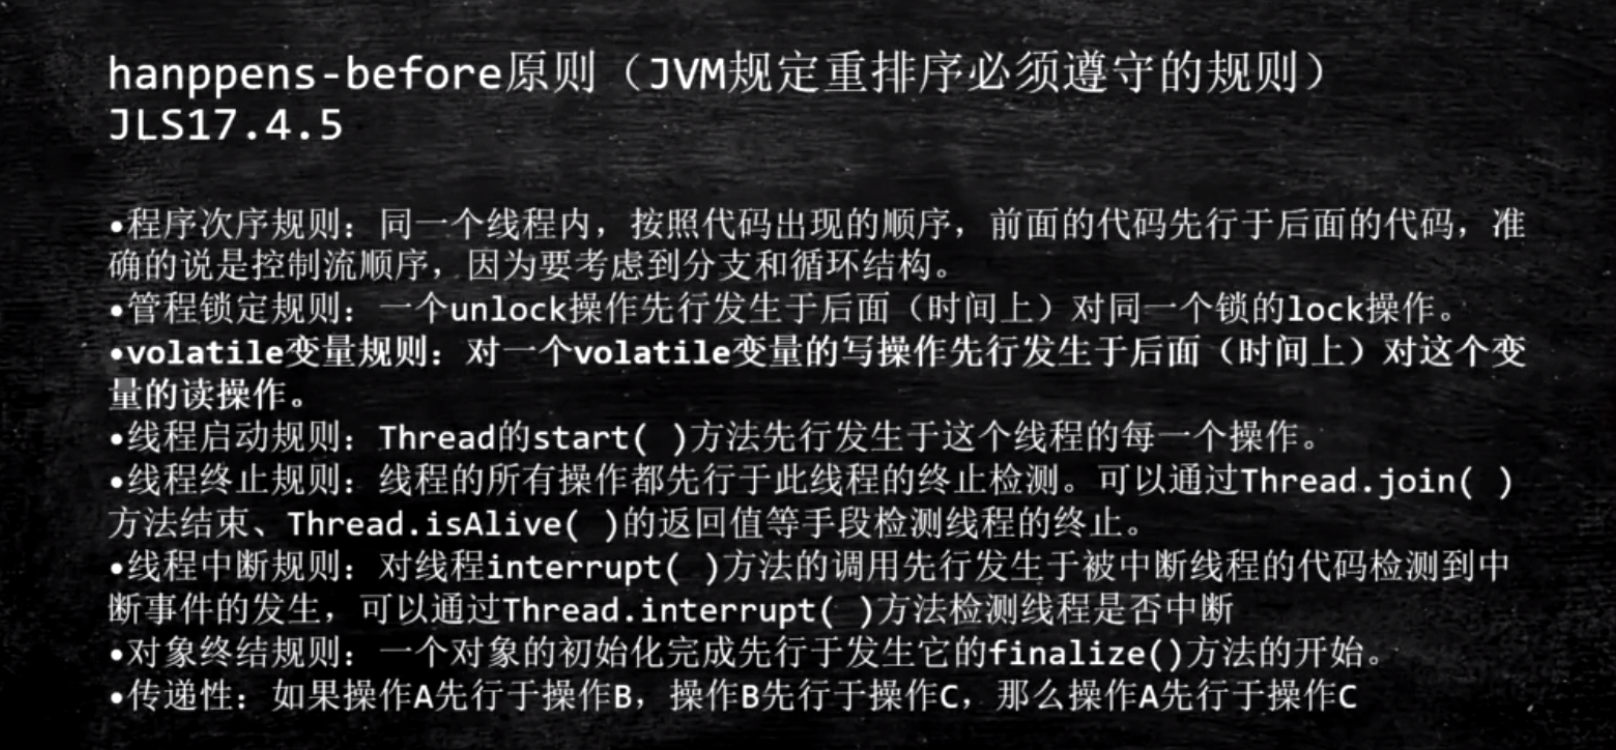 hanppens-before原则（JVM规定重排序必须遵守的规则）
JLS17.4.5
•程序次序规则：同一个线程内，按照代码出现的顺序，前面的代码先行于后面的代码，准
确的说是控制流顺序，因为要考虑到分支和循环结构。
•管程锁定规则：一个unlock操作先行发生于后面（时间上）对同一个锁的lock操作。
•volatile变量规则：对一个volatile变量的写操作先行发生于后面（时间上）对这个变
量的读操作。
•线程启动规则：Thread的start( )方法先行发生于这个线程的每一个操作。
•线程终止规则：线程的所有操作都先行于此线程的终止检测。可以通过Thread.join( )
方法结束、Thread.isAlive( )的返回值等手段检测线程的终止。
•线程中断规则：对线程interrupt( )方法的调用先行发生于被中断线程的代码检测到中
断事件的发生，可以通过Thread.interrupt( )方法检测线程是否中断
•对象终结规则：一个对象的初始化完成先行于发生它的finalize()方法的开始。
•传递性：如果操作A先行于操作B，操作B先行于操作C，那么操作A先行于操作C